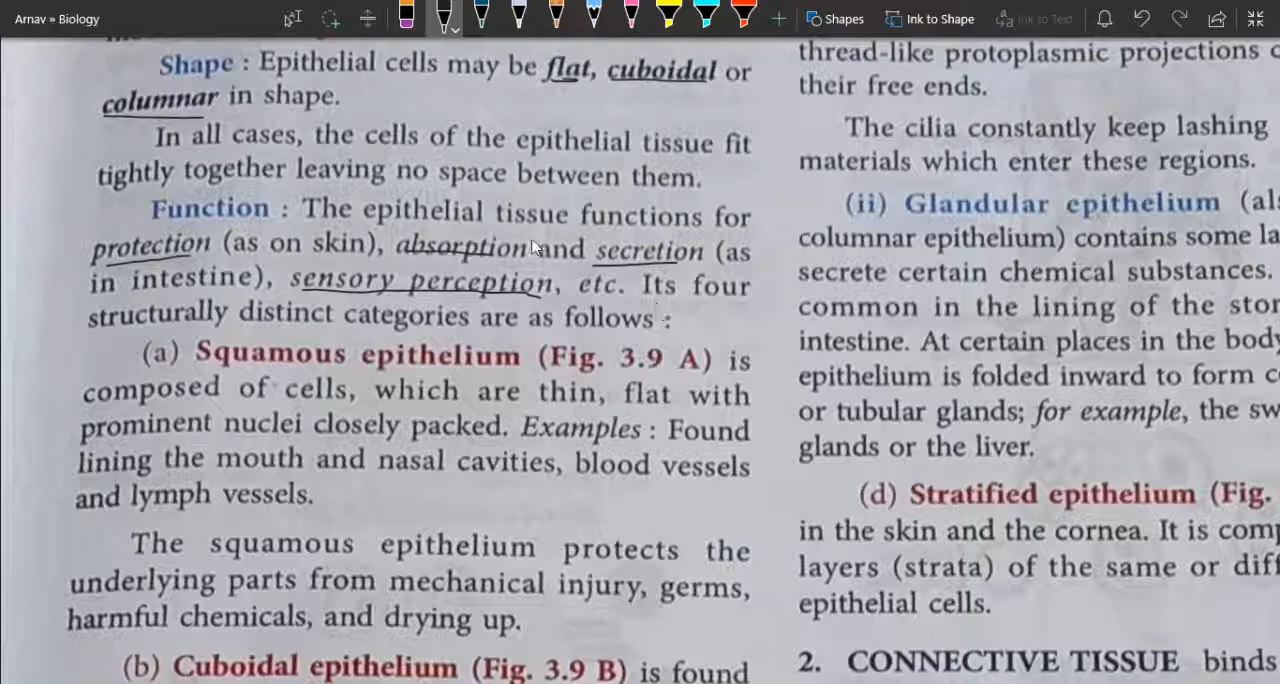 Arnav » Biology
Shapes
Ink to Shape
Ink to Text
Shape : Epithelial cells may be flat, cuboidal or
columnar in shape.
In all cases, the cells of the epithelial tissue fit
tightly together leaving no space between them.
Function : The epithelial tissue functions for
protection (as on skin), absorption and secretion (as
in intestine), sensory perception, etc. Its four
structurally distinct categories are as follows :
(a) Squamous epithelium (Fig. 3.9 A) is
composed of cells, which are thin, flat with
prominent nuclei closely packed. Examples : Found
lining the mouth and nasal cavities, blood vessels
and lymph vessels.
The squamous epithelium protects the
underlying parts from mechanical injury, germs,
harmful chemicals, and drying up.
(b) Cuboidal epithelium (Fig. 3.9 B) is found
thread-like protoplasmic projections
their free ends.
The cilia constantly keep lashing
materials which enter these regions.
(ii) Glandular epithelium
columnar epithelium) contains some
secrete certain chemical substances.
common in the lining of the
intestine. At certain places in the
epithelium is folded inward to form
or tubular glands; for example, the
glands or the liver.
(d) Stratified epithelium (Fig.
in the skin and the cornea. It is
layers (strata) of the same or
epithelial cells.
2. CONNECTIVE TISSUE binds